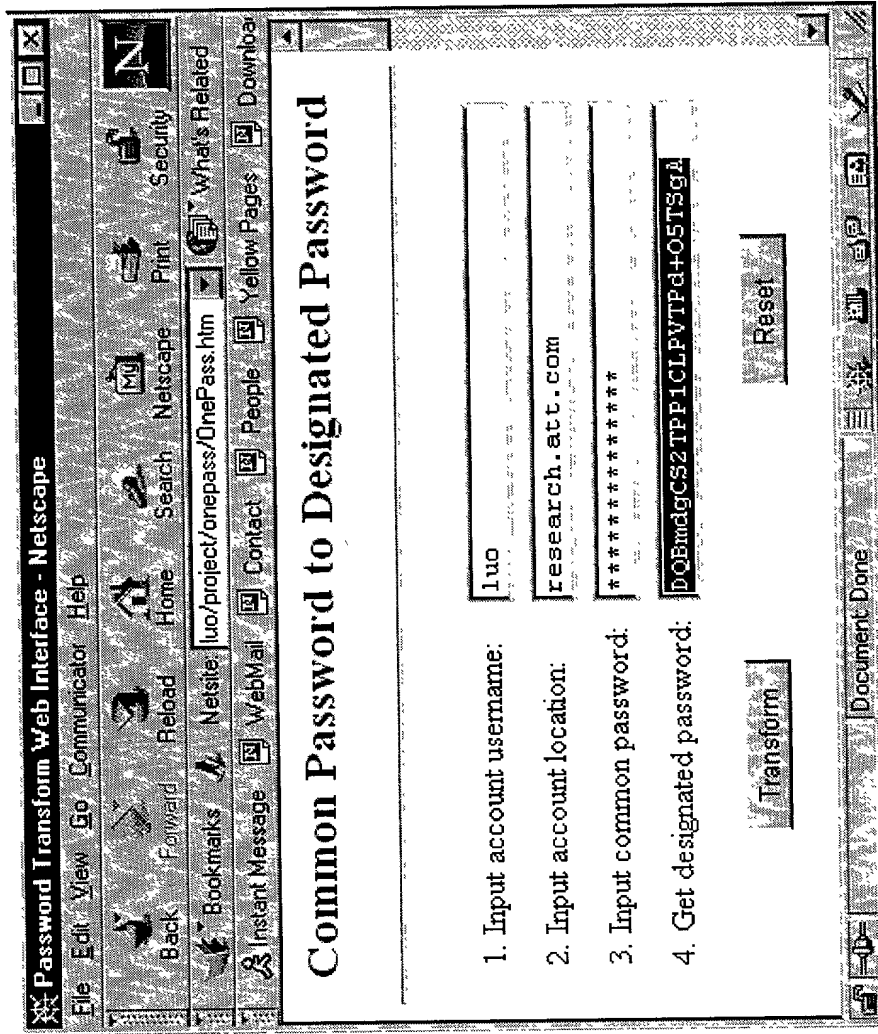 Password Transform Web Interface - Netscape
File Edit View Go Communicator Help
Back Forward Reload Home Search Netscape Print Security
My
N
Bookmarks Netsite: luo/project/onepass/OnePass.htm What's Related
Instant Message WebMail Contact People Yellow Pages Downloa
Common Password to Designated Password
1. Input account username: luo
2. Input account location: research.att.com
3. Input common password: ***************
4. Get designated password: DQBmdgCS2TPP1CLPVTPd+O5TSgA
Transform Reset
Document: Done